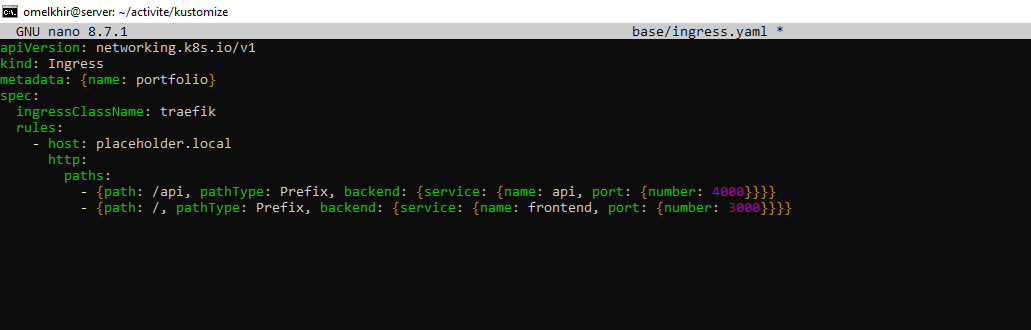 omelkhir@server: ~/activite/kustomize
GNU nano 8.7.1 base/ingress.yaml *
apiVersion: networking.k8s.io/v1
kind: Ingress
metadata: {name: portfolio}
spec:
  ingressClassName: traefik
  rules:
    - host: placeholder.local
      http:
        paths:
          - {path: /api, pathType: Prefix, backend: {service: {name: api, port: {number: 4000}}}}
          - {path: /, pathType: Prefix, backend: {service: {name: frontend, port: {number: 3000}}}}